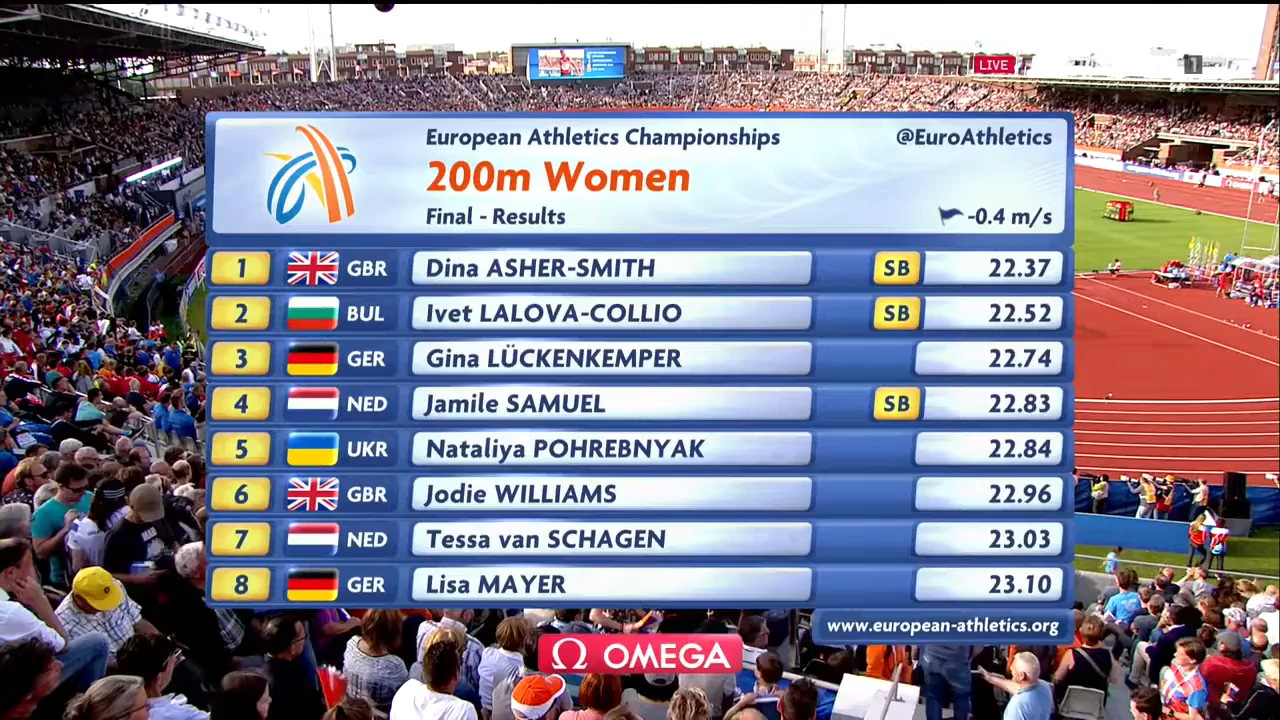 LIVE
1
European Athletics Championships @EuroAthletics
200m Women
Final - Results -0.4 m/s
1 GBR Dina ASHER-SMITH SB 22.37
2 BUL Ivet LALOVA-COLLIO SB 22.52
3 GER Gina LÜCKENKEMPER 22.74
4 NED Jamile SAMUEL SB 22.83
5 UKR Nataliya POHREBNYAK 22.84
6 GBR Jodie WILLIAMS 22.96
7 NED Tessa van SCHAGEN 23.03
8 GER Lisa MAYER 23.10
www.european-athletics.org
Ω OMEGA